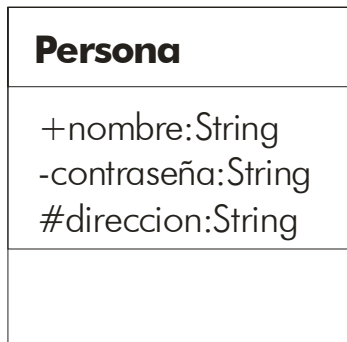 Persona
+nombre:String
-contraseña:String
#direccion:String